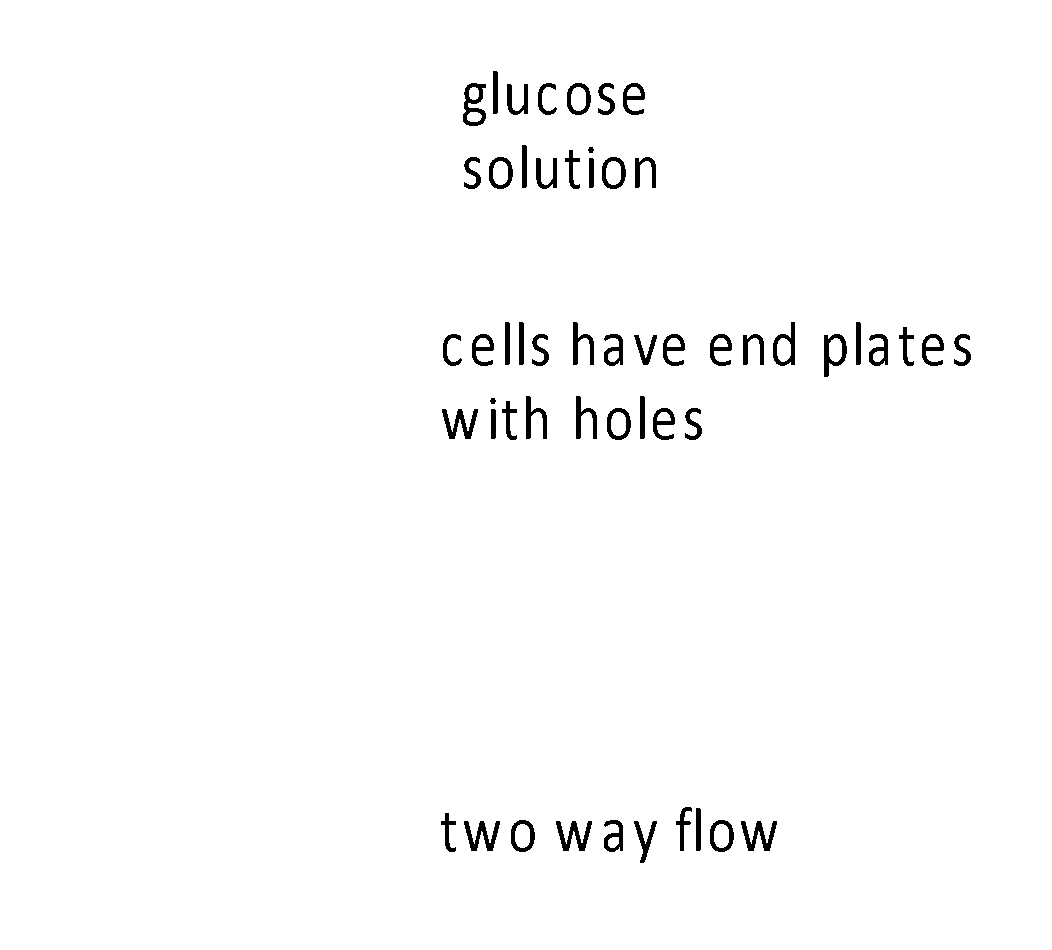 glucose
solution
cells have end plates
with holes
two way flow